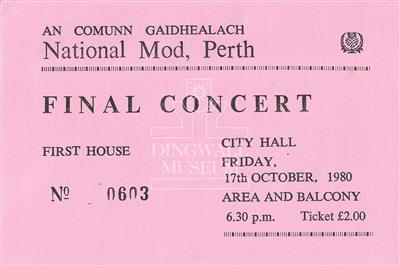 AN COMUNN GAIDHEALACH
National Mod, Perth
FINAL CONCERT
FIRST HOUSE
CITY HALL
FRIDAY,
17th OCTOBER, 1980
Nº 0603
AREA AND BALCONY
6.30 p.m. Ticket £2.00
DINGWALL
MUSEUM